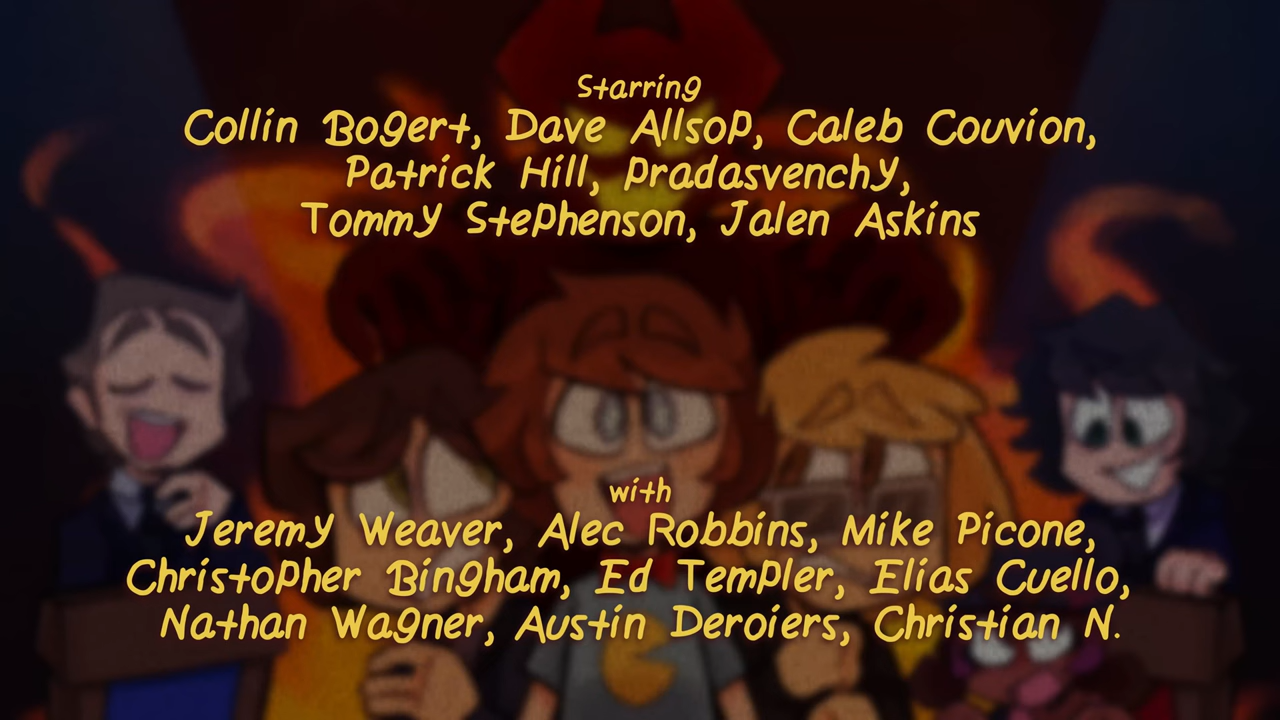 Starring
Collin Bogert, Dave Allsop, Caleb Couvion,
Patrick Hill, Pradasvenchy,
Tommy Stephenson, Jalen Askins
with
Jeremy Weaver, Alec Robbins, Mike Picone,
Christopher Bingham, Ed Templer, Elias Cuello,
Nathan Wagner, Austin Deroiers, Christian N.